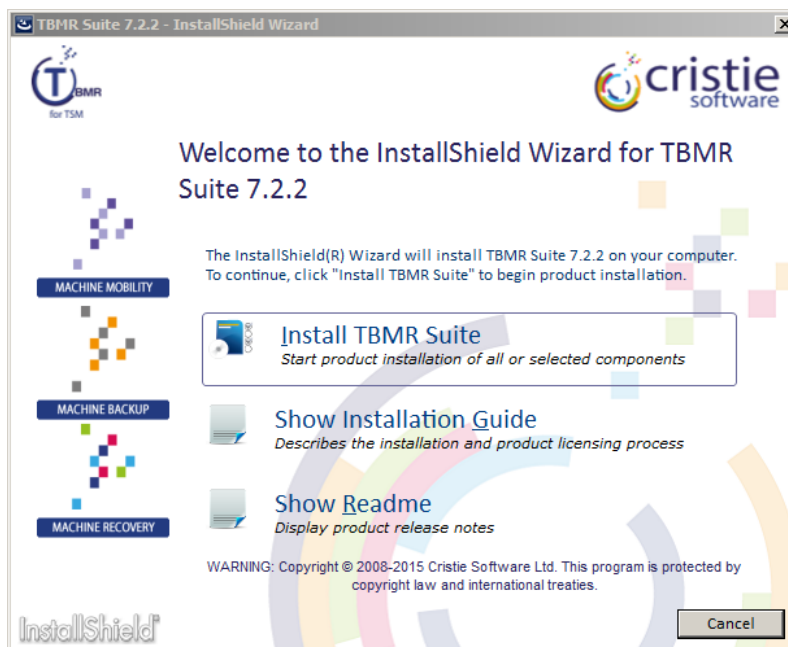 TBMR Suite 7.2.2 - InstallShield Wizard
TBMR
for TSM
cristie
software
Welcome to the InstallShield Wizard for TBMR
Suite 7.2.2
The InstallShield(R) Wizard will install TBMR Suite 7.2.2 on your computer.
To continue, click "Install TBMR Suite" to begin product installation.
MACHINE MOBILITY
Install TBMR Suite
Start product installation of all or selected components
MACHINE BACKUP
Show Installation Guide
Describes the installation and product licensing process
MACHINE RECOVERY
Show Readme
Display product release notes
WARNING: Copyright © 2008-2015 Cristie Software Ltd. This program is protected by
copyright law and international treaties.
InstallShield®
Cancel